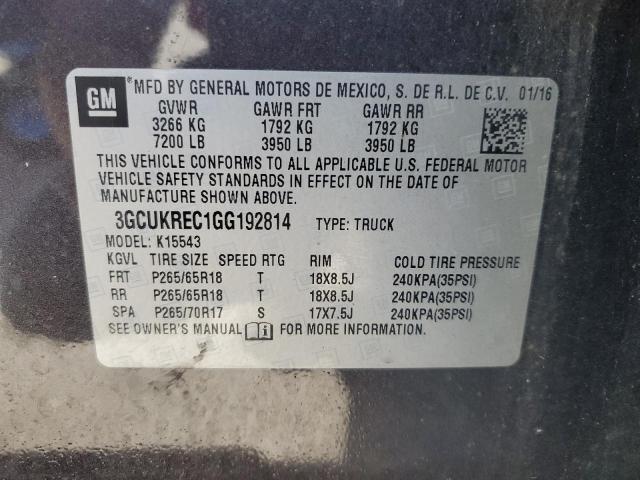 GM
®MFD BY GENERAL MOTORS DE MEXICO, S. DE R.L. DE C.V. 01/16
GVWR GAWR FRT GAWR RR
3266 KG 1792 KG 1792 KG
7200 LB 3950 LB 3950 LB
THIS VEHICLE CONFORMS TO ALL APPLICABLE U.S. FEDERAL MOTOR
VEHICLE SAFETY STANDARDS IN EFFECT ON THE DATE OF
MANUFACTURE SHOWN ABOVE.
3GCUKREC1GG192814 TYPE: TRUCK
MODEL: K15543
KGVL TIRE SIZE SPEED RTG RIM COLD TIRE PRESSURE
FRT P265/65R18 T 18X8.5J 240KPA(35PSI)
RR P265/65R18 T 18X8.5J 240KPA(35PSI)
SPA P265/70R17 S 17X7.5J 240KPA(35PSI)
SEE OWNER'S MANUAL FOR MORE INFORMATION.